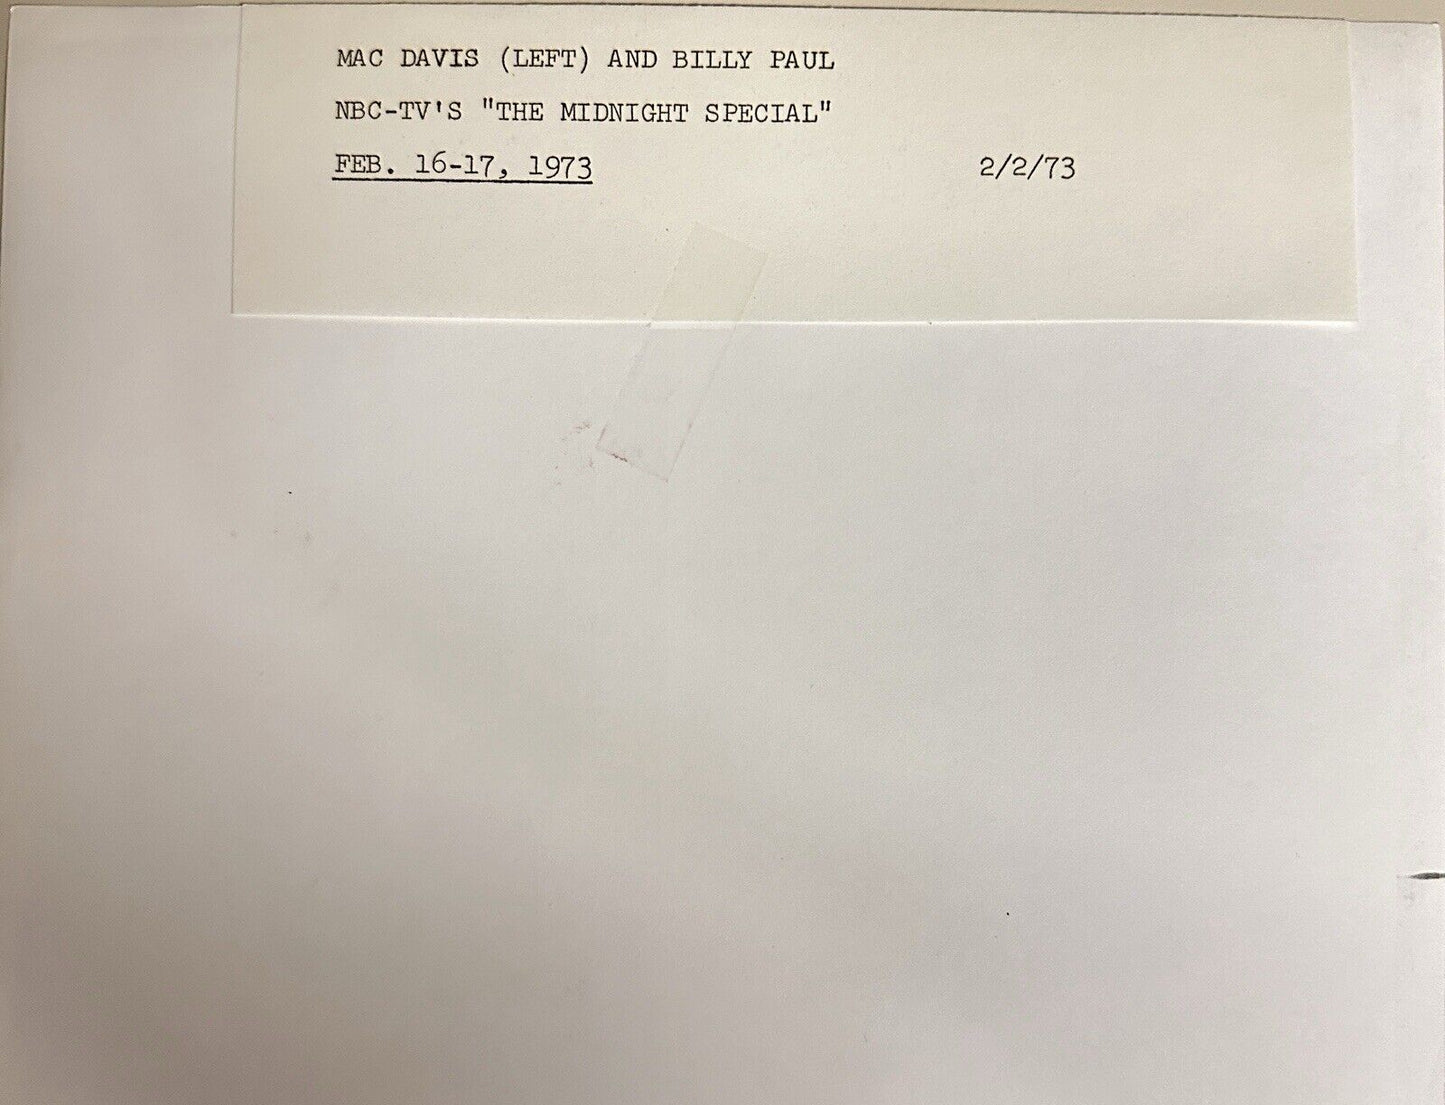 MAC DAVIS (LEFT) AND BILLY PAUL
NBC-TV'S "THE MIDNIGHT SPECIAL"
FEB. 16-17, 1973 2/2/73